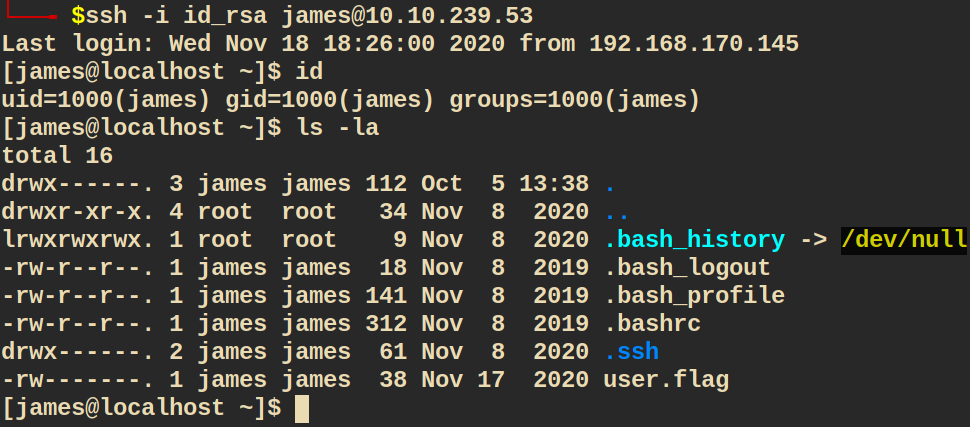 $ssh -i id_rsa james@10.10.239.53
Last login: Wed Nov 18 18:26:00 2020 from 192.168.170.145
[james@localhost ~]$ id
uid=1000(james) gid=1000(james) groups=1000(james)
[james@localhost ~]$ ls -la
total 16
drwx------. 3 james james 112 Oct  5 13:38 .
drwxr-xr-x. 4 root  root   34 Nov  8  2020 ..
lrwxrwxrwx. 1 root  root    9 Nov  8  2020 .bash_history -> /dev/null
-rw-r--r--. 1 james james  18 Nov  8  2019 .bash_logout
-rw-r--r--. 1 james james 141 Nov  8  2019 .bash_profile
-rw-r--r--. 1 james james 312 Nov  8  2019 .bashrc
drwx------. 2 james james  61 Nov  8  2020 .ssh
-rw-------. 1 james james  38 Nov 17  2020 user.flag
[james@localhost ~]$